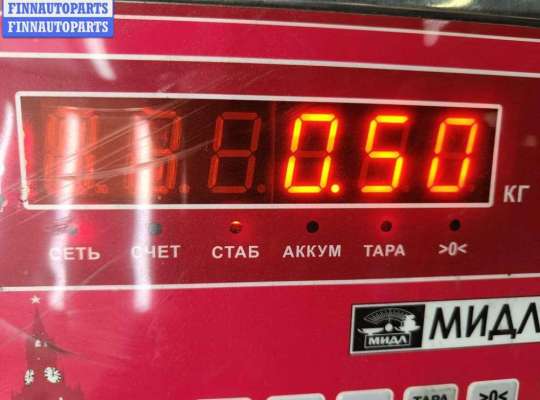 FINNAUTOPARTS
FINNAUTOPARTS
0.50 КГ
СЕТЬ СЧЕТ СТАБ АККУМ ТАРА >0<
МИДЛ МИДЛ
ТАРА >0<